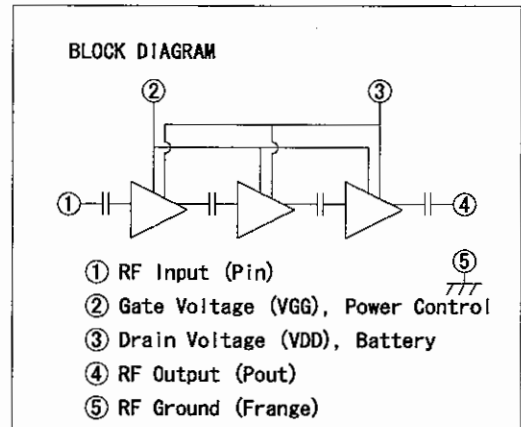 BLOCK DIAGRAM
② ③
① ④
⑤
① RF Input (Pin)
② Gate Voltage (VGG), Power Control
③ Drain Voltage (VDD), Battery
④ RF Output (Pout)
⑤ RF Ground (Frange)